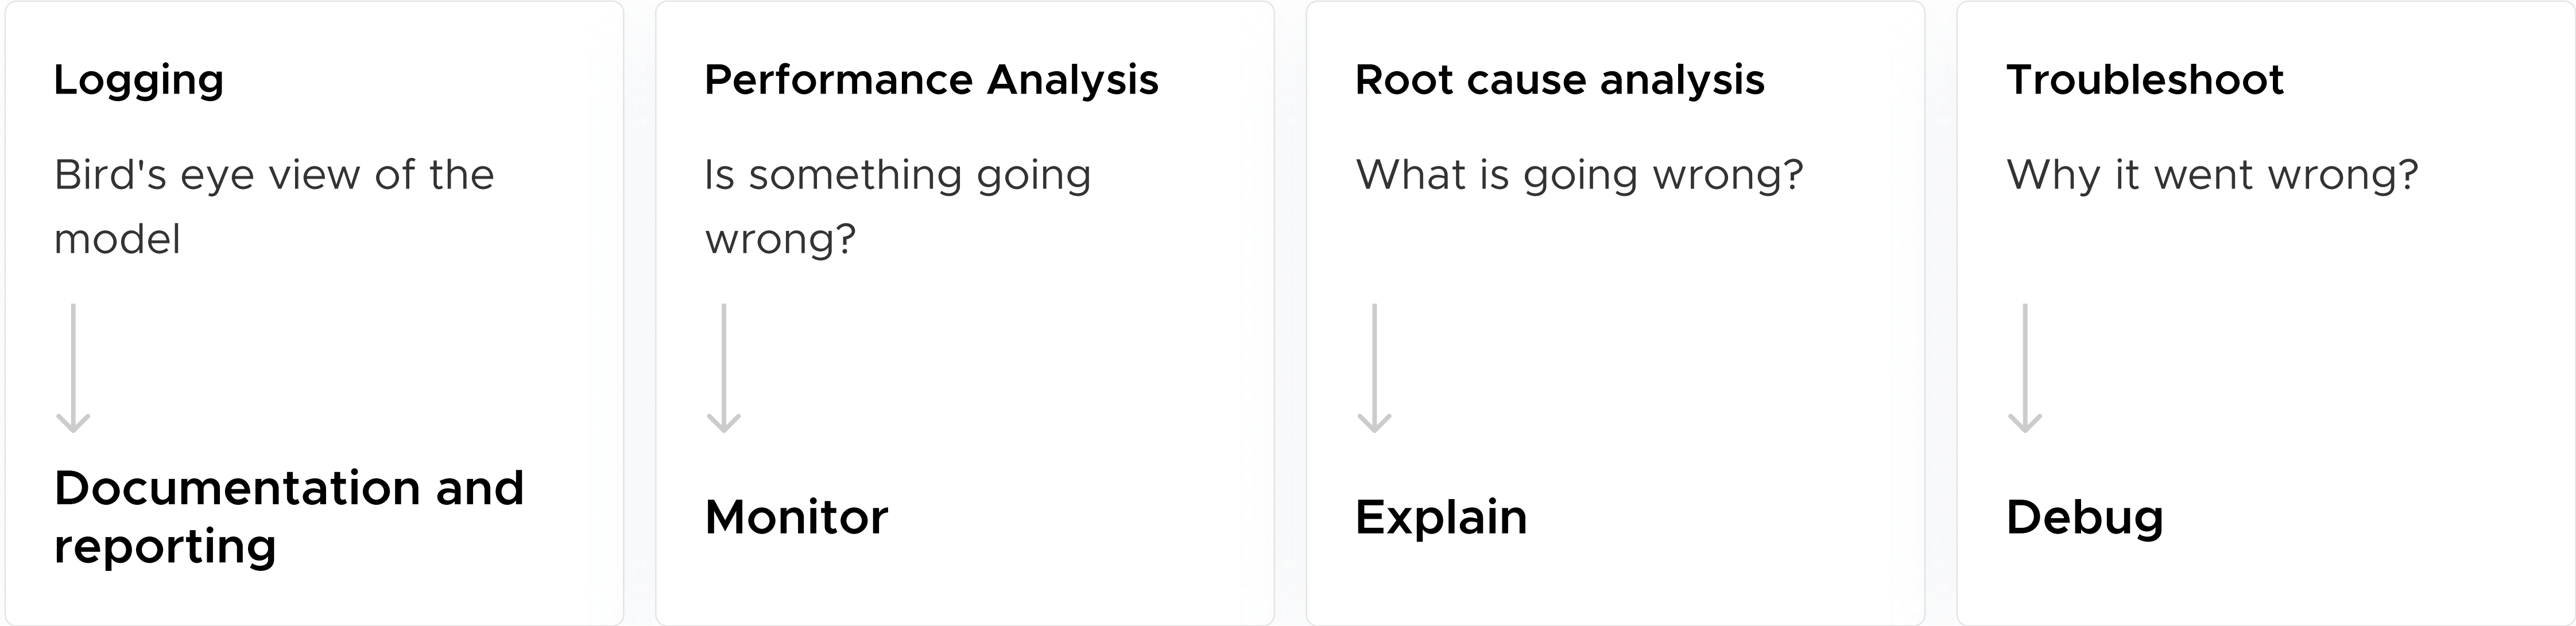 Logging
Bird's eye view of the
model
Documentation and
reporting
Performance Analysis
Is something going
wrong?
Monitor
Root cause analysis
What is going wrong?
Explain
Troubleshoot
Why it went wrong?
Debug